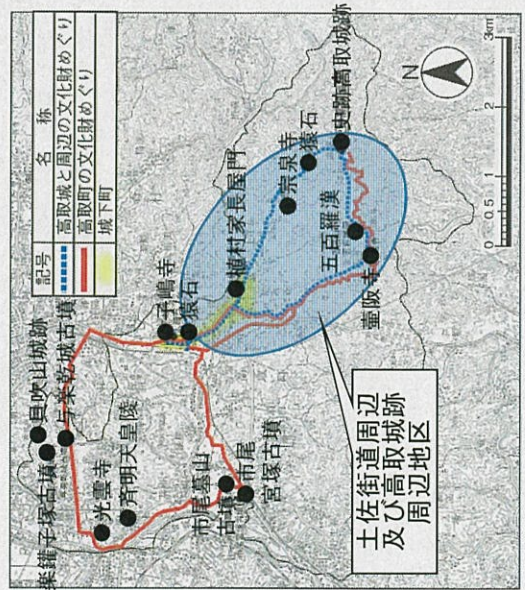 記号
名 称
高取城と周辺の文化財めぐり
高取町の文化財めぐり
城下町
貝吹山城跡
与楽乾城古墳
楽鑵子塚古墳
光雲寺
斉明天皇陵
市尾墓山
古墳
市尾
宮塚古墳
子嶋寺
猿石
植村家長屋門
宗泉寺
猿石
史跡高取城跡
五百羅漢
壷阪寺
土佐街道周辺
及び高取城跡
周辺地区
N
0 0.5 1 2 3km